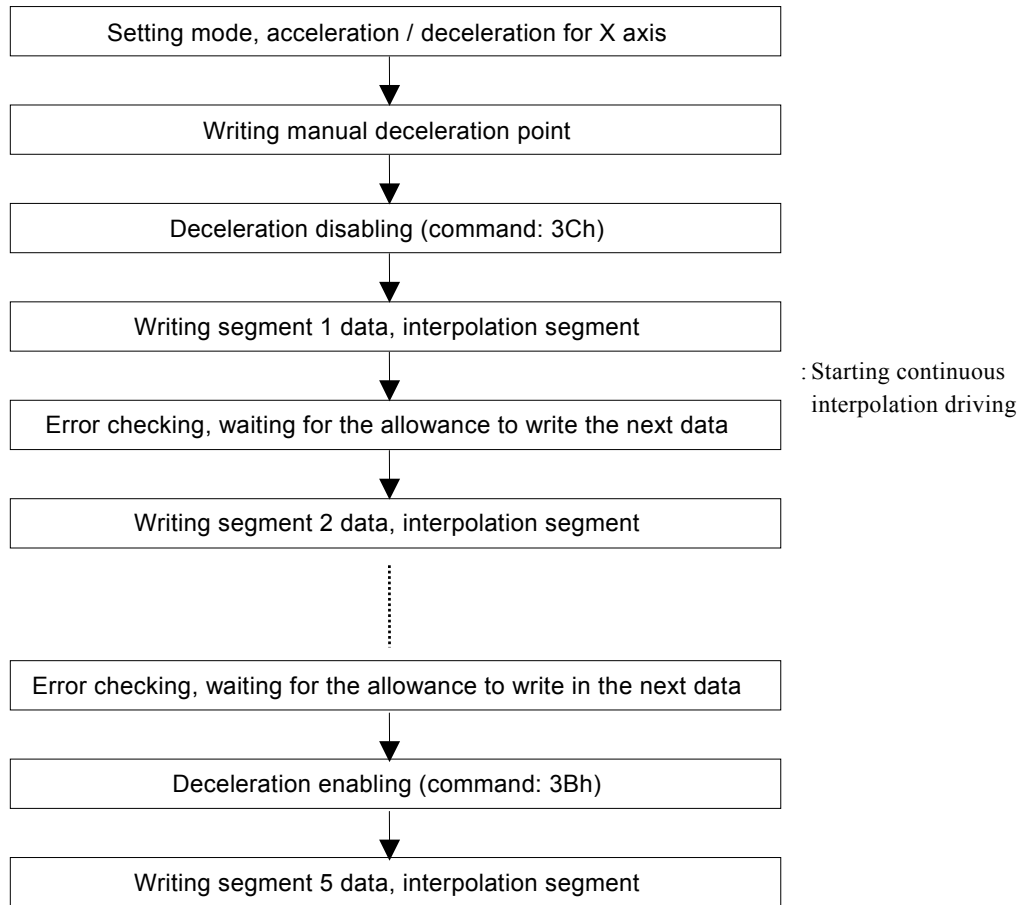 Setting mode, acceleration / deceleration for X axis
Writing manual deceleration point
Deceleration disabling (command: 3Ch)
Writing segment 1 data, interpolation segment
: Starting continuous
interpolation driving
Error checking, waiting for the allowance to write the next data
Writing segment 2 data, interpolation segment
Error checking, waiting for the allowance to write in the next data
Deceleration enabling (command: 3Bh)
Writing segment 5 data, interpolation segment